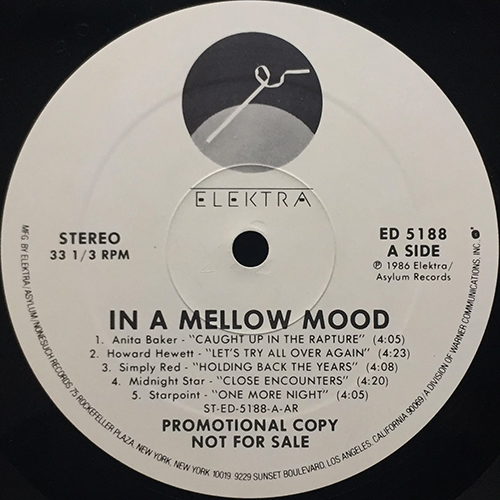 ELEKTRA
STEREO
33 1/3 RPM
ED 5188
A SIDE
℗ 1986 Elektra/
Asylum Records
IN A MELLOW MOOD
1. Anita Baker - "CAUGHT UP IN THE RAPTURE" (4:05)
2. Howard Hewett - "LET'S TRY ALL OVER AGAIN" (4:23)
3. Simply Red - "HOLDING BACK THE YEARS" (4:08)
4. Midnight Star - "CLOSE ENCOUNTERS" (4:20)
5. Starpoint - "ONE MORE NIGHT" (4:05)
ST-ED-5188-A-AR
PROMOTIONAL COPY
NOT FOR SALE
MFG. BY ELEKTRA/ASYLUM/NONESUCH RECORDS 75 ROCKEFELLER PLAZA, NEW YORK, NEW YORK 10019. 9229 SUNSET BOULEVARD, LOS ANGELES, CALIFORNIA 90069/A DIVISION OF WARNER COMMUNICATIONS, INC.